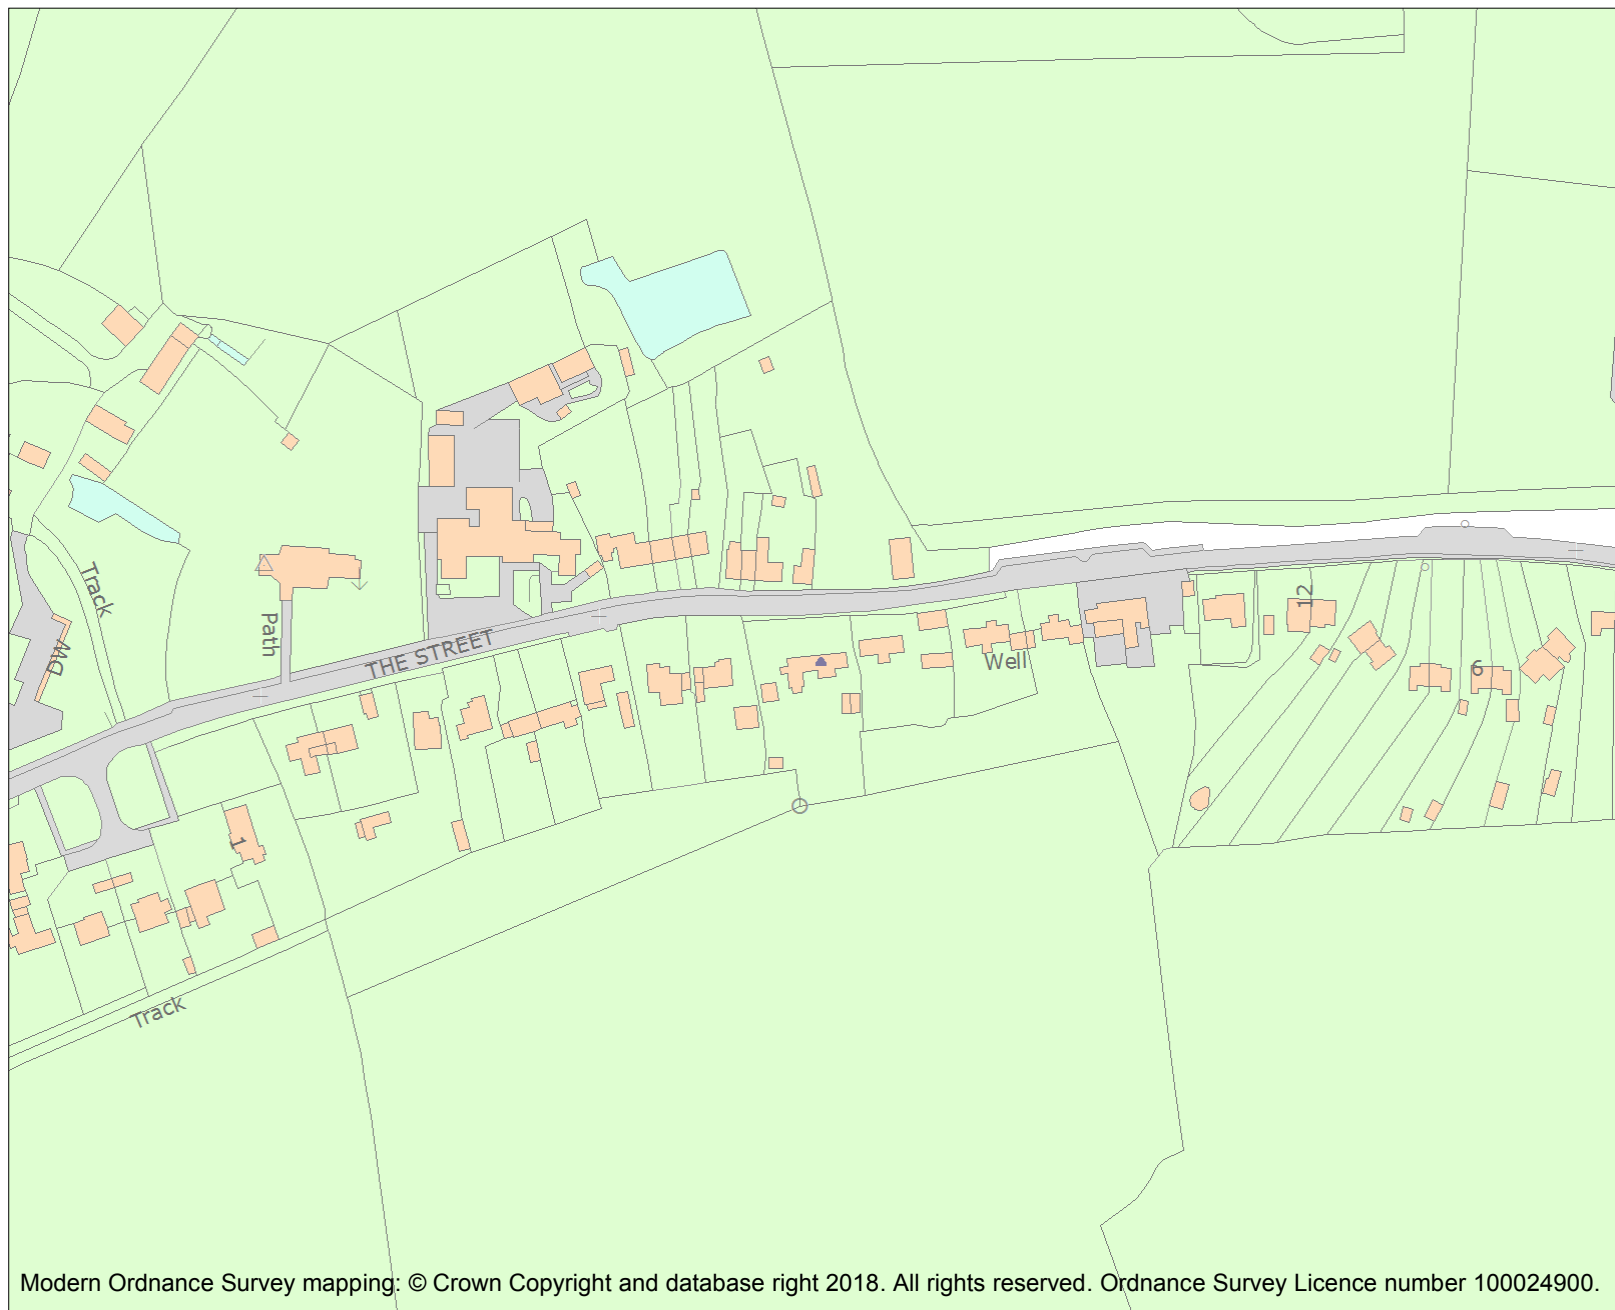 12
Track
Path
THE STREET
DW
Well
6
1
Track
Modern Ordnance Survey mapping: © Crown Copyright and database right 2018. All rights reserved. Ordnance Survey Licence number 100024900.